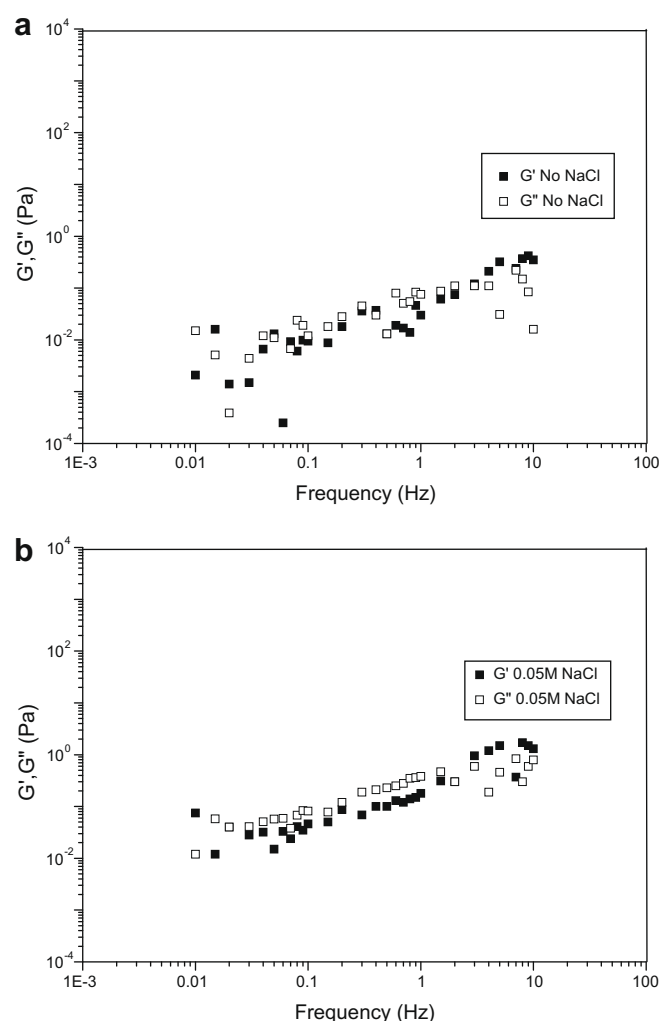 a
10^4
10^2
10^0
10^-2
10^-4
G',G" (Pa)
G' No NaCl
G" No NaCl
1E-3 0.01 0.1 1 10 100
Frequency (Hz)
b
10^4
10^2
10^0
10^-2
10^-4
G',G" (Pa)
G' 0.05M NaCl
G" 0.05M NaCl
1E-3 0.01 0.1 1 10 100
Frequency (Hz)